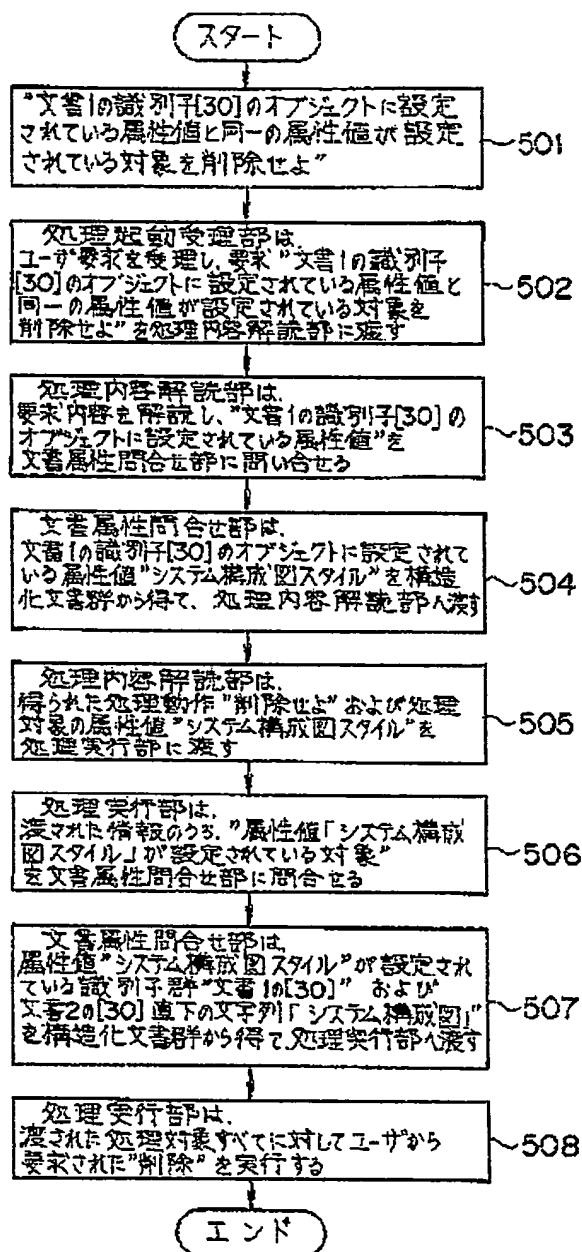 スタート
"文書1の識別子[30]のオブジェクトに設定
されている属性値と同一の属性値が設定
されている対象を削除せよ"
501
処理起動受理部は、
ユーザ要求を受理し、要求"文書1の識別子
[30]のオブジェクトに設定されている属性値と
同一の属性値が設定されている対象を
削除せよ"を処理内容解読部に渡す
502
処理内容解読部は、
要求内容を解読し、"文書1の識別子[30]の
オブジェクトに設定されている属性値"を
文書属性問合せ部に問い合せる
503
文書属性問合せ部は、
文書1の識別子[30]のオブジェクトに設定されて
いる属性値"システム構成図スタイル"を構造
化文書群から得て、処理内容解読部へ渡す
504
処理内容解読部は、
得られた処理動作"削除せよ"および処理
対象の属性値"システム構成図スタイル"を
処理実行部に渡す
505
処理実行部は、
渡された情報のうち、"属性値「システム構成
図スタイル」が設定されている対象"
を文書属性問合せ部に問合せる
506
文書属性問合せ部は、
属性値"システム構成図スタイル"が設定され
ている識別子群"文書1の[30]"および
文書2の[30]直下の文字列「システム構成図」"
を構造化文書群から得て、処理実行部へ渡す
507
処理実行部は、
渡された処理対象すべてに対してユーザから
要求された"削除"を実行する
508
エンド